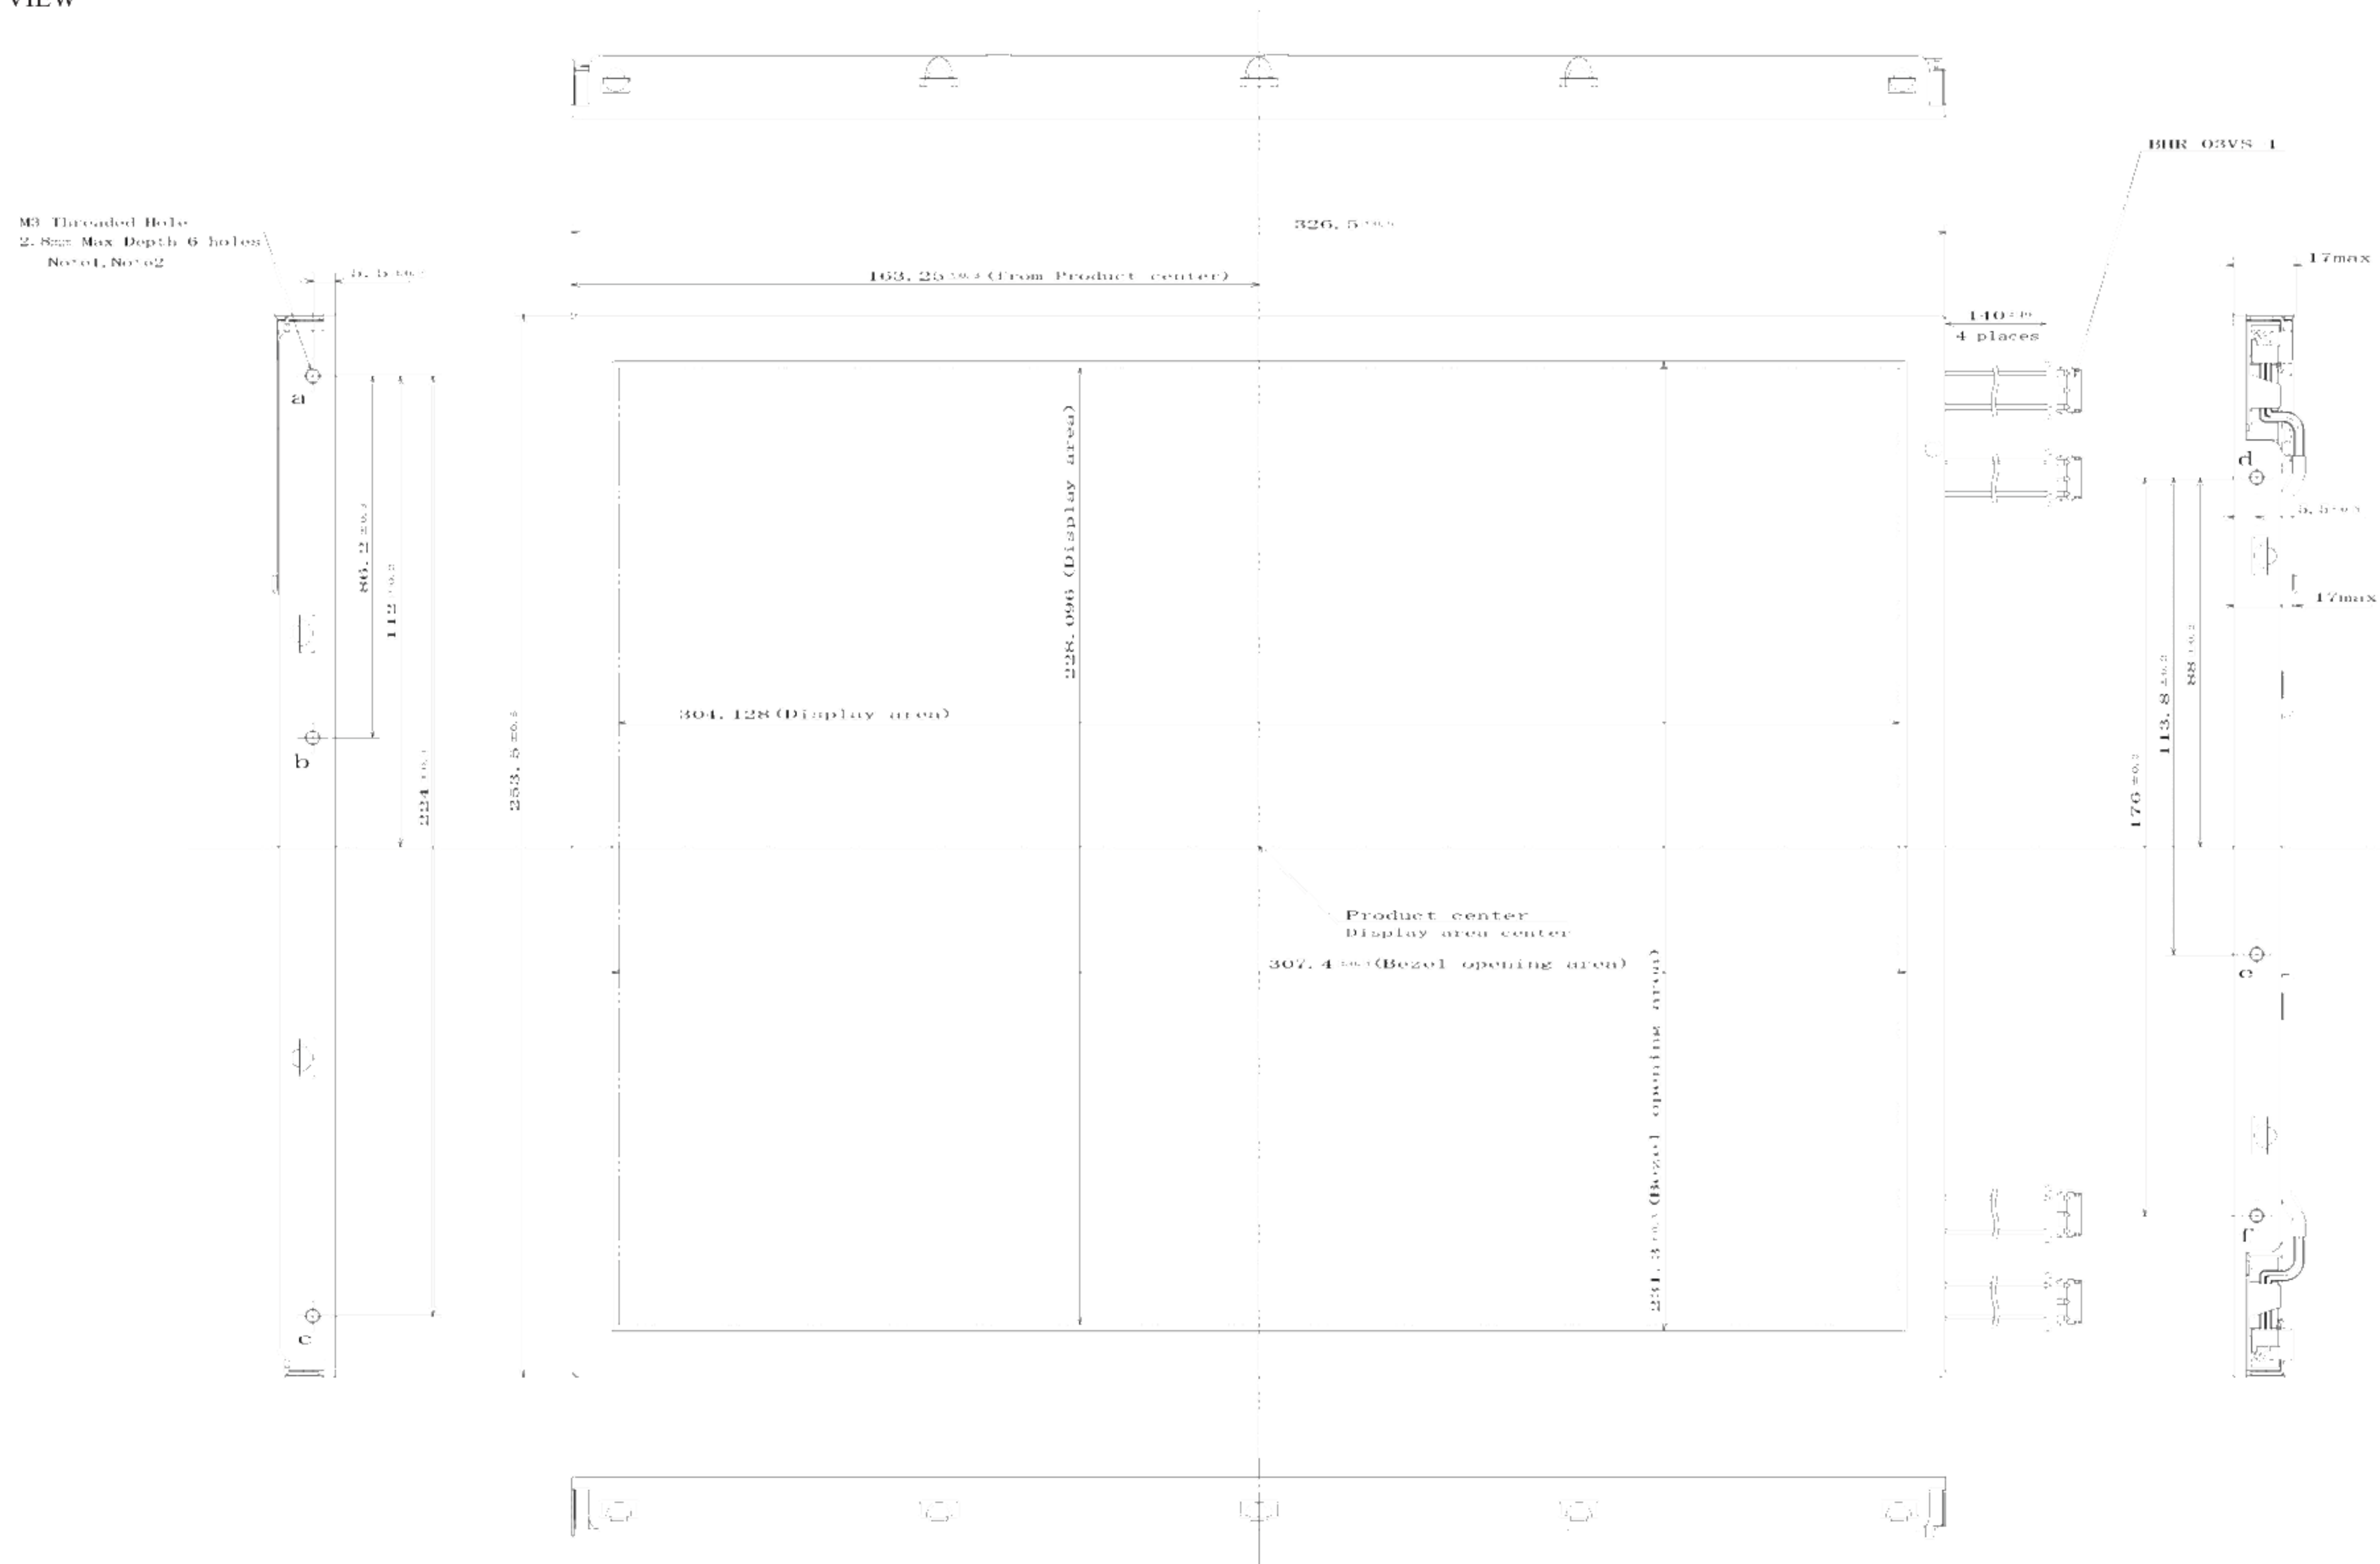 VIEW
BHR 03VS 1
M3 Threaded Hole
2.8mm Max Depth 6 holes
Note1,Note2
326.5
5.5
163.25 (from Product center)
17max
140
4 places
a
d
5.5
86.2
112
228.096 (Display area)
17max
88
113.8
304.128 (Display area)
253.5
b
224
176
Product center
Display area center
307.4 (Bezel opening area)
e
231.3 (Bezel opening area)
f
c